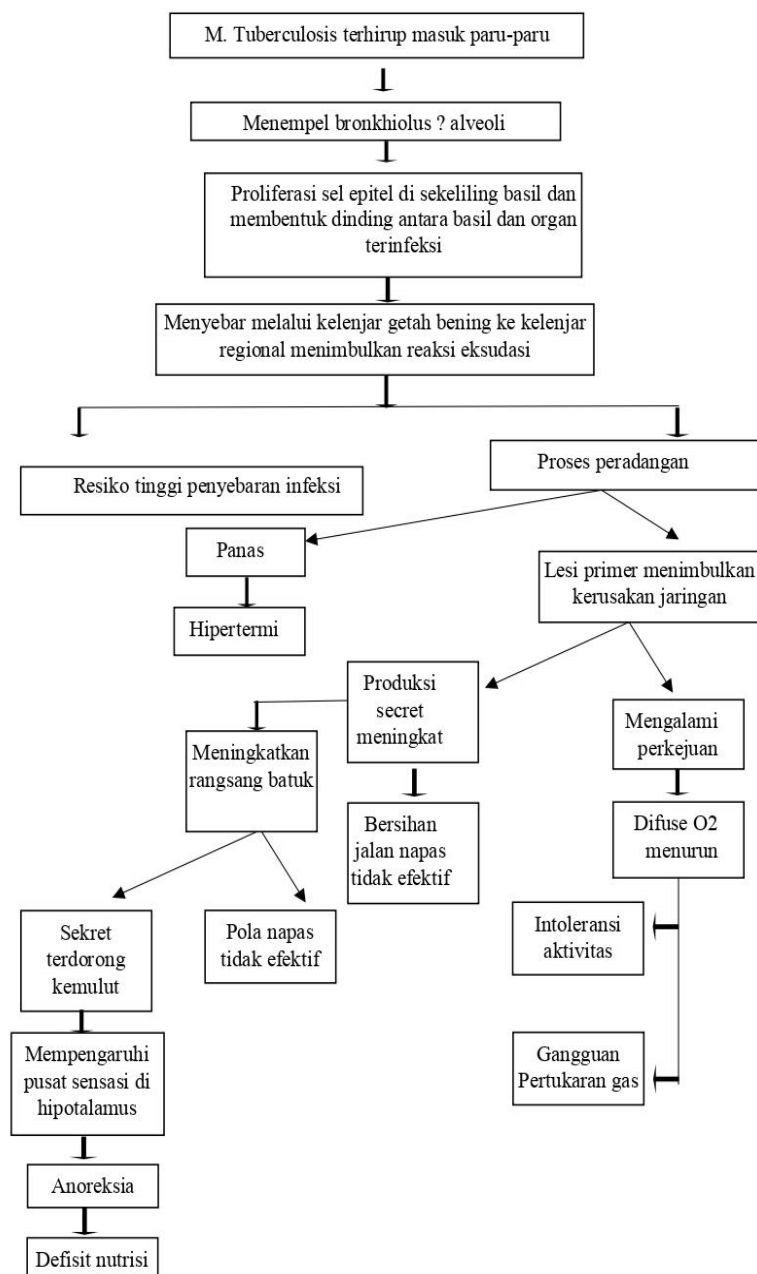 M. Tuberculosis terhirup masuk paru-paru
Menempel bronkhiolus ? alveoli
Proliferasi sel epitel di sekeliling basil dan
membentuk dinding antara basil dan organ
terinfeksi
Menyebar melalui kelenjar getah bening ke kelenjar
regional menimbulkan reaksi eksudasi
Resiko tinggi penyebaran infeksi
Proses peradangan
Panas
Hipertermi
Lesi primer menimbulkan
kerusakan jaringan
Produksi
secret
meningkat
Mengalami
perkejuan
Meningkatkan
rangsang batuk
Bersihan
jalan napas
tidak efektif
Difuse O2
menurun
Sekret
terdorong
kemulut
Pola napas
tidak efektif
Intoleransi
aktivitas
Mempengaruhi
pusat sensasi di
hipotalamus
Gangguan
Pertukaran gas
Anoreksia
Defisit nutrisi